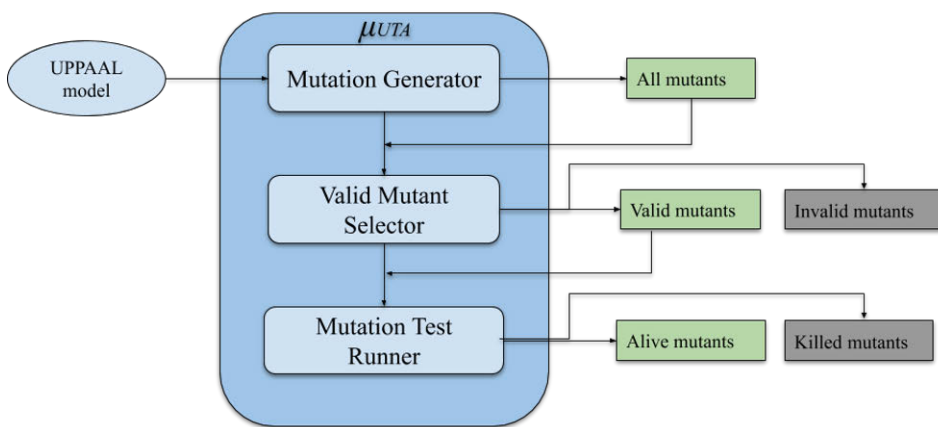 μUTA
UPPAAL
model
Mutation Generator
All mutants
Valid Mutant
Selector
Valid mutants
Invalid mutants
Mutation Test
Runner
Alive mutants
Killed mutants